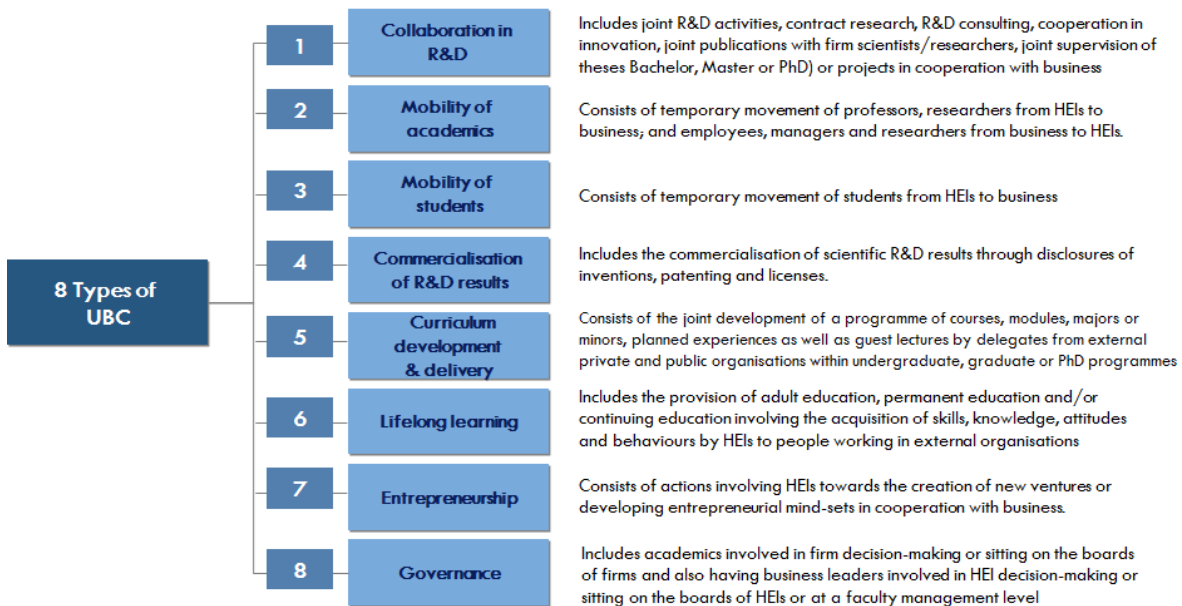 8 Types of
UBC
1
Collaboration in
R&D
Includes joint R&D activities, contract research, R&D consulting, cooperation in
innovation, joint publications with firm scientists/researchers, joint supervision of
theses Bachelor, Master or PhD) or projects in cooperation with business
2
Mobility of
academics
Consists of temporary movement of professors, researchers from HEIs to
business; and employees, managers and researchers from business to HEIs.
3
Mobility of
students
Consists of temporary movement of students from HEIs to business
4
Commercialisation
of R&D results
Includes the commercialisation of scientific R&D results through disclosures of
inventions, patenting and licenses.
5
Curriculum
development
& delivery
Consists of the joint development of a programme of courses, modules, majors or
minors, planned experiences as well as guest lectures by delegates from external
private and public organisations within undergraduate, graduate or PhD programmes
6
Lifelong learning
Includes the provision of adult education, permanent education and/or
continuing education involving the acquisition of skills, knowledge, attitudes
and behaviours by HEIs to people working in external organisations
7
Entrepreneurship
Consists of actions involving HEIs towards the creation of new ventures or
developing entrepreneurial mind-sets in cooperation with business.
8
Governance
Includes academics involved in firm decision-making or sitting on the boards
of firms and also having business leaders involved in HEI decision-making or
sitting on the boards of HEIs or at a faculty management level